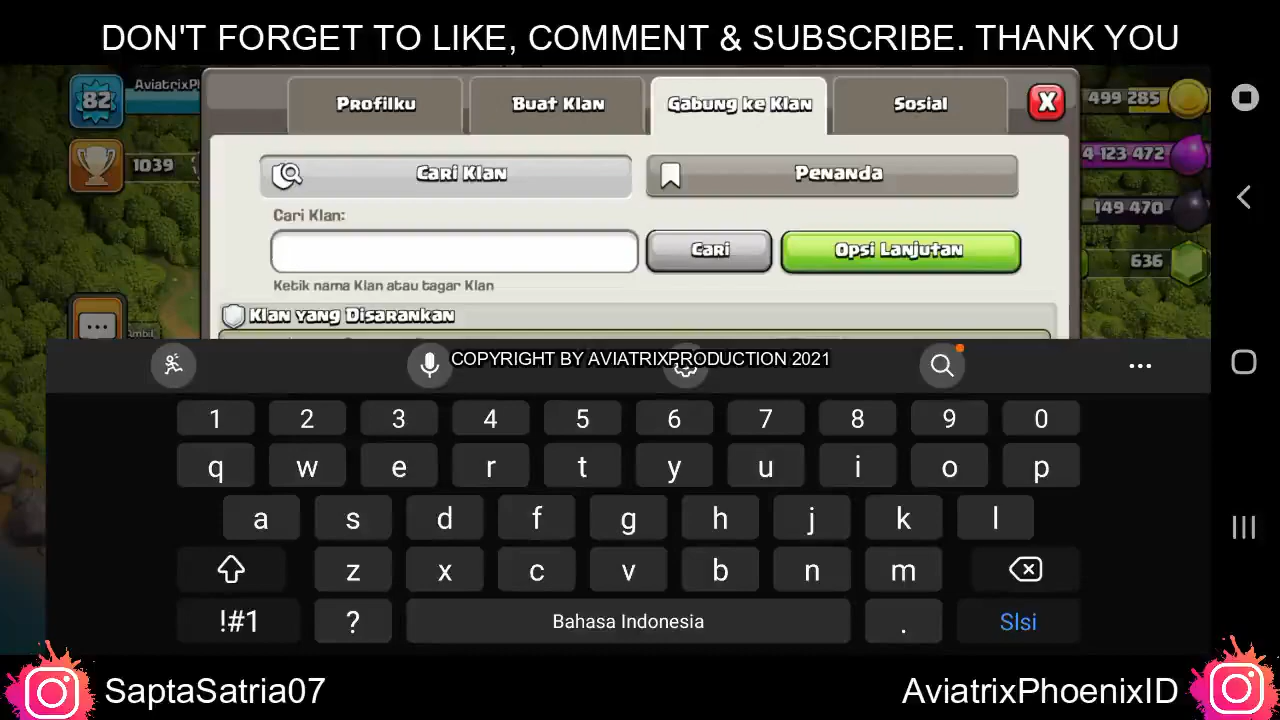 DON'T FORGET TO LIKE, COMMENT & SUBSCRIBE. THANK YOU
82
AviatrixPl
1039
Profilku
Buat Klan
Gabung ke Klan
Sosial
X
499 285
4 123 472
149 470
636
Cari Klan
Penanda
Cari Klan:
Cari
Opsi Lanjutan
Ketik nama Klan atau tagar Klan
Klan yang Disarankan
Ambil
COPYRIGHT BY AVIATRIXPRODUCTION 2021
1 2 3 4 5 6 7 8 9 0
q w e r t y u i o p
a s d f g h j k l
z x c v b n m
!#1 ? Bahasa Indonesia . Slsi
SaptaSatria07
AviatrixPhoenixID